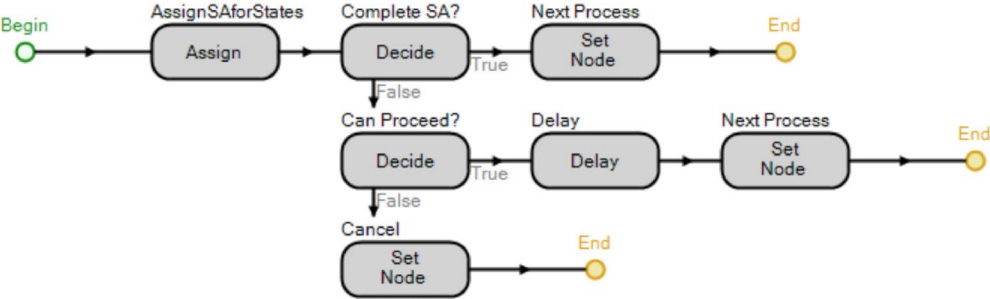 AssignSAforStates
Complete SA?
Next Process
Begin
End
Assign
Decide
Set
Node
True
False
Can Proceed?
Delay
Next Process
End
Decide
Delay
Set
Node
True
False
Cancel
End
Set
Node